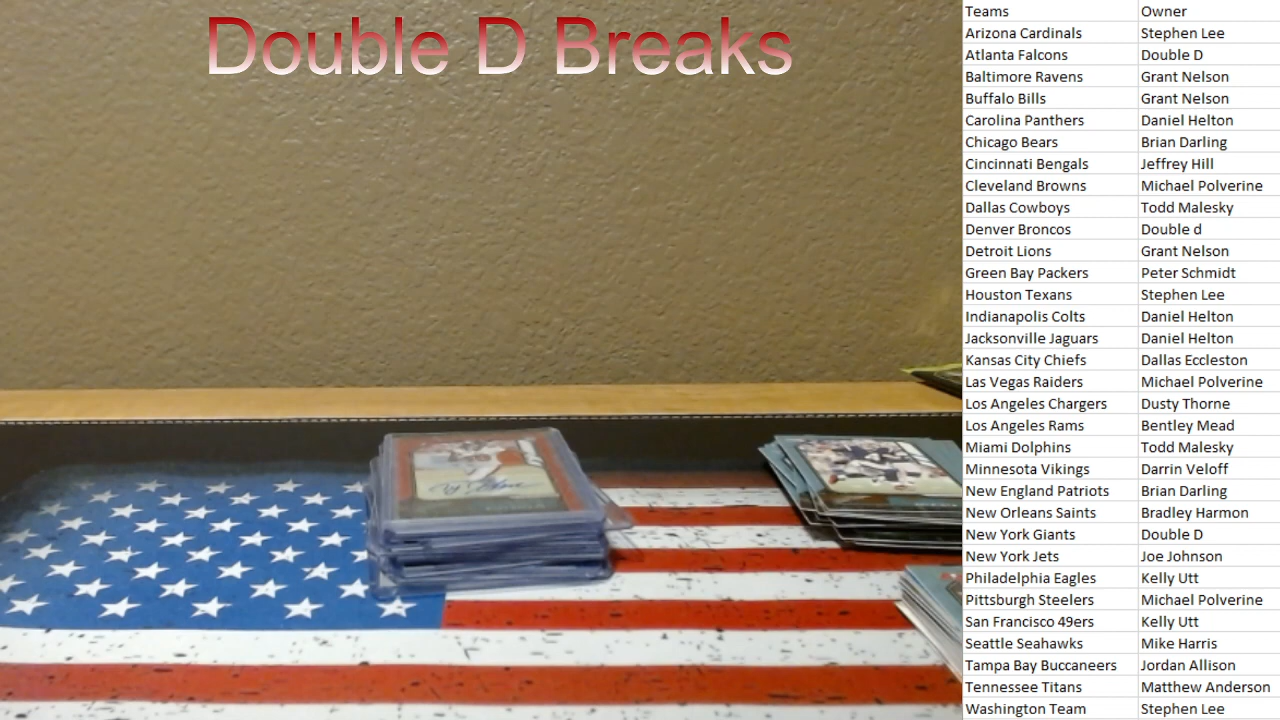 Double D Breaks
Teams Owner
Arizona Cardinals Stephen Lee
Atlanta Falcons Double D
Baltimore Ravens Grant Nelson
Buffalo Bills Grant Nelson
Carolina Panthers Daniel Helton
Chicago Bears Brian Darling
Cincinnati Bengals Jeffrey Hill
Cleveland Browns Michael Polverine
Dallas Cowboys Todd Malesky
Denver Broncos Double d
Detroit Lions Grant Nelson
Green Bay Packers Peter Schmidt
Houston Texans Stephen Lee
Indianapolis Colts Daniel Helton
Jacksonville Jaguars Daniel Helton
Kansas City Chiefs Dallas Eccleston
Las Vegas Raiders Michael Polverine
Los Angeles Chargers Dusty Thorne
Los Angeles Rams Bentley Mead
Miami Dolphins Todd Malesky
Minnesota Vikings Darrin Veloff
New England Patriots Brian Darling
New Orleans Saints Bradley Harmon
New York Giants Double D
New York Jets Joe Johnson
Philadelphia Eagles Kelly Utt
Pittsburgh Steelers Michael Polverine
San Francisco 49ers Kelly Utt
Seattle Seahawks Mike Harris
Tampa Bay Buccaneers Jordan Allison
Tennessee Titans Matthew Anderson
Washington Team Stephen Lee